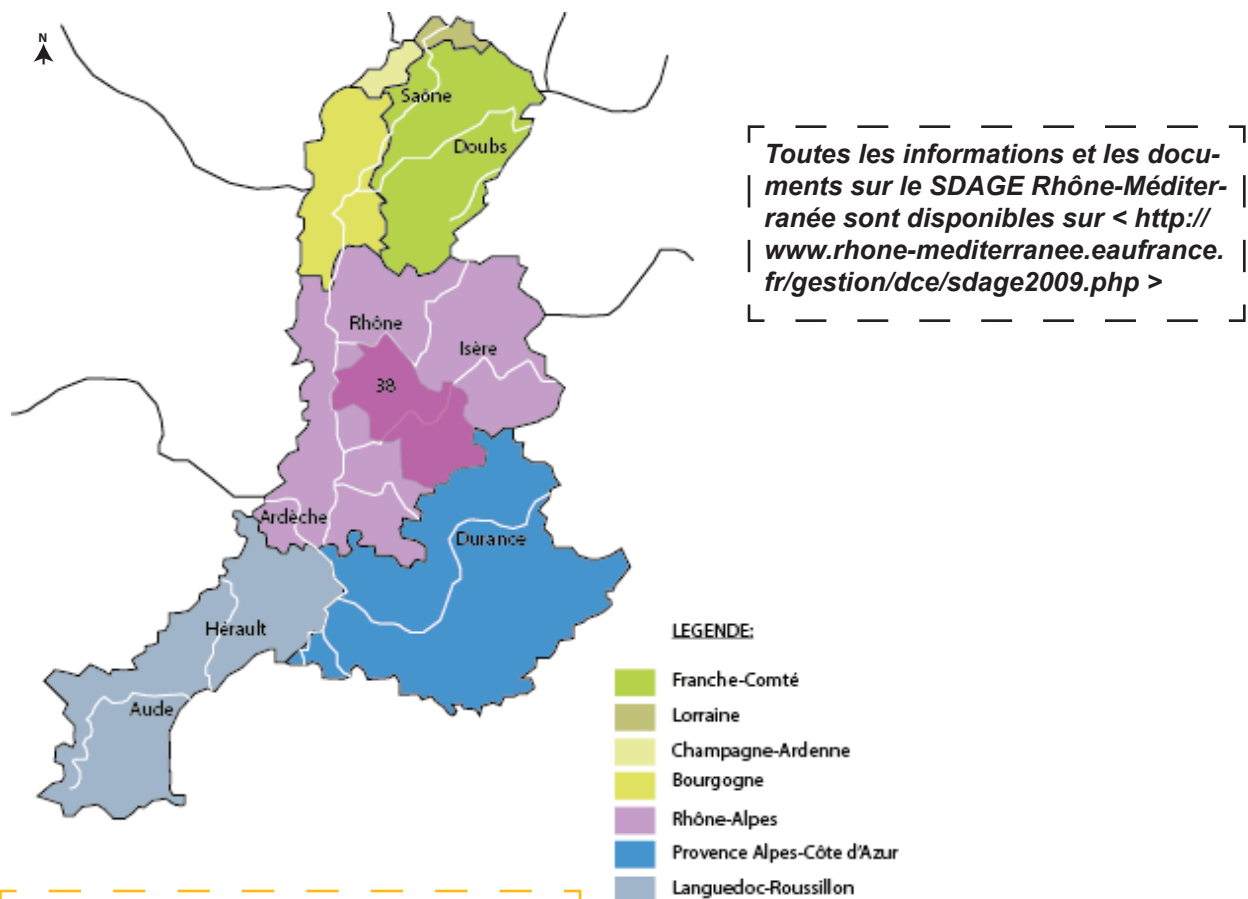 N
Saône
Doubs
Toutes les informations et les docu-
ments sur le SDAGE Rhône-Méditer-
ranée sont disponibles sur < http://
www.rhone-mediterranee.eaufrance.
fr/gestion/dce/sdage2009.php >
Rhône
Isère
38
Ardèche
Durance
Hérault
Aude
LEGENDE:
Franche-Comté
Lorraine
Champagne-Ardenne
Bourgogne
Rhône-Alpes
Provence Alpes-Côte d'Azur
Languedoc-Roussillon